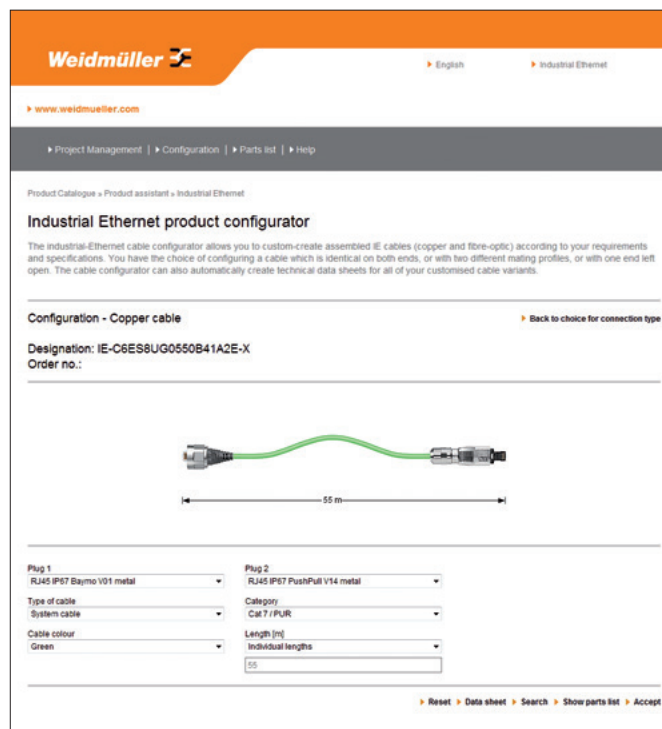 Weidmüller
English
Industrial Ethernet
www.weidmueller.com
Project Management | Configuration | Parts list | Help
Product Catalogue » Product assistant » Industrial Ethernet
Industrial Ethernet product configurator
The industrial-Ethernet cable configurator allows you to custom-create assembled IE cables (copper and fibre-optic) according to your requirements
and specifications. You have the choice of configuring a cable which is identical on both ends, or with two different mating profiles, or with one end left
open. The cable configurator can also automatically create technical data sheets for all of your customised cable variants.
Configuration - Copper cable
Back to choice for connection type
Designation: IE-C6ES8UG0550B41A2E-X
Order no.:
55 m
Plug 1
Plug 2
RJ45 IP67 Baymo V01 metal
RJ45 IP67 PushPull V14 metal
Type of cable
Category
System cable
Cat 7 / PUR
Cable colour
Length [m]
Green
Individual lengths
55
Reset Data sheet Search Show parts list Accept